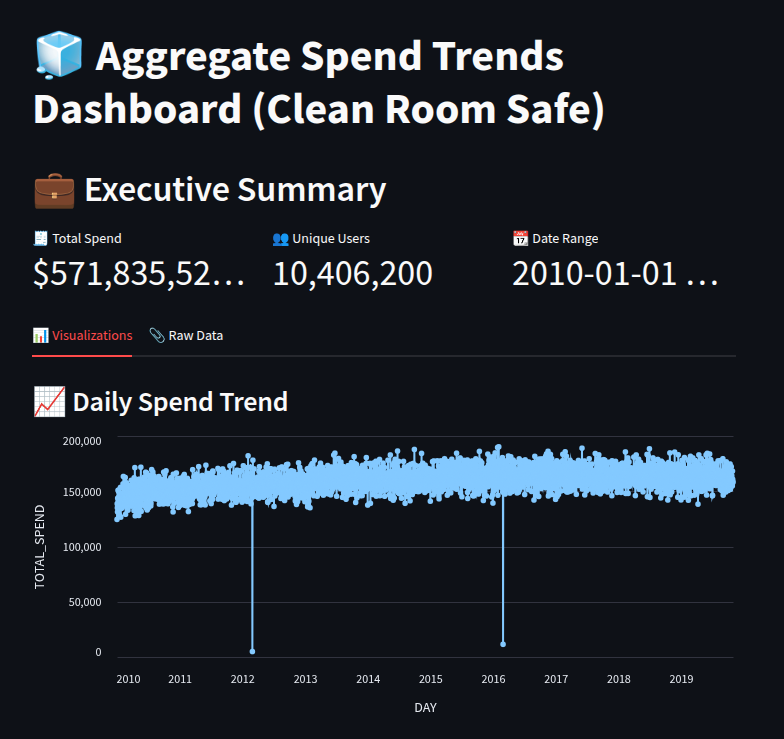 🧊 Aggregate Spend Trends
Dashboard (Clean Room Safe)
💼 Executive Summary
🧾 Total Spend
👥 Unique Users
📆 Date Range
$571,835,52...
10,406,200
2010-01-01 ...
📊 Visualizations
📎 Raw Data
📈 Daily Spend Trend
200,000
150,000
100,000
50,000
0
TOTAL_SPEND
2010 2011 2012 2013 2014 2015 2016 2017 2018 2019
DAY